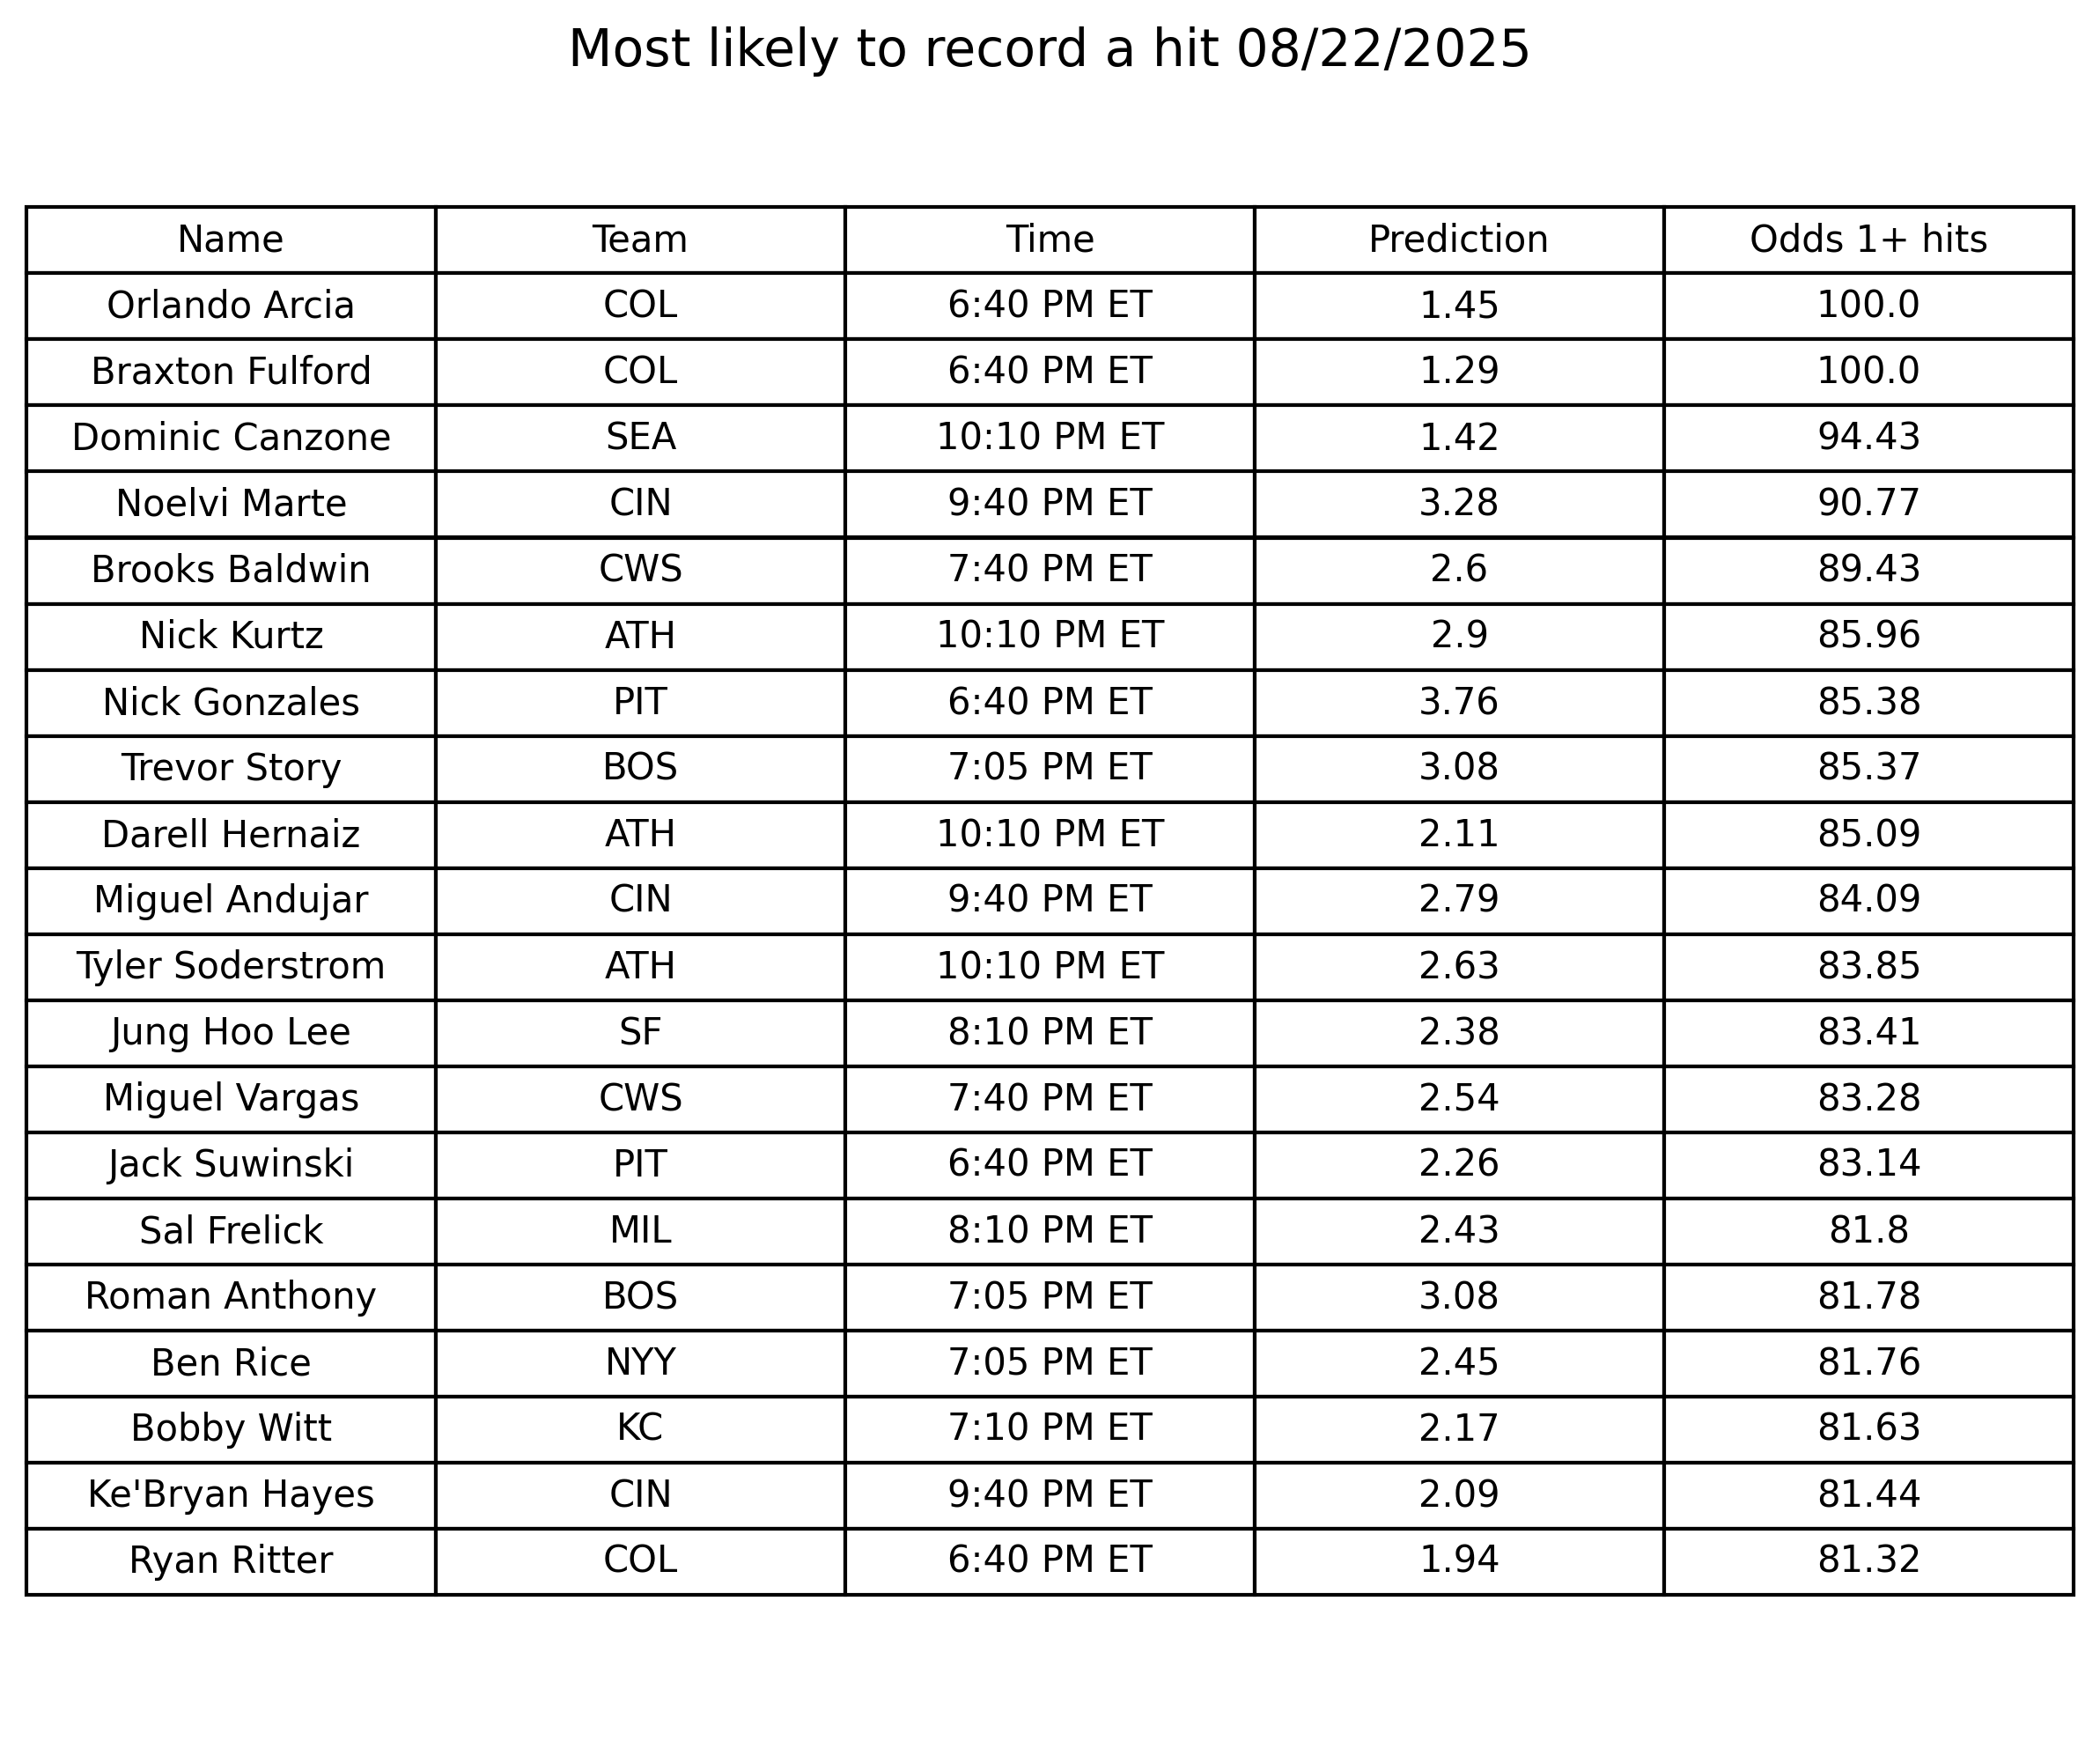 Most likely to record a hit 08/22/2025
Name Team Time Prediction Odds 1+ hits
Orlando Arcia COL 6:40 PM ET 1.45 100.0
Braxton Fulford COL 6:40 PM ET 1.29 100.0
Dominic Canzone SEA 10:10 PM ET 1.42 94.43
Noelvi Marte CIN 9:40 PM ET 3.28 90.77
Brooks Baldwin CWS 7:40 PM ET 2.6 89.43
Nick Kurtz ATH 10:10 PM ET 2.9 85.96
Nick Gonzales PIT 6:40 PM ET 3.76 85.38
Trevor Story BOS 7:05 PM ET 3.08 85.37
Darell Hernaiz ATH 10:10 PM ET 2.11 85.09
Miguel Andujar CIN 9:40 PM ET 2.79 84.09
Tyler Soderstrom ATH 10:10 PM ET 2.63 83.85
Jung Hoo Lee SF 8:10 PM ET 2.38 83.41
Miguel Vargas CWS 7:40 PM ET 2.54 83.28
Jack Suwinski PIT 6:40 PM ET 2.26 83.14
Sal Frelick MIL 8:10 PM ET 2.43 81.8
Roman Anthony BOS 7:05 PM ET 3.08 81.78
Ben Rice NYY 7:05 PM ET 2.45 81.76
Bobby Witt KC 7:10 PM ET 2.17 81.63
Ke'Bryan Hayes CIN 9:40 PM ET 2.09 81.44
Ryan Ritter COL 6:40 PM ET 1.94 81.32